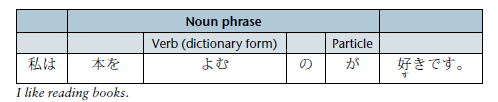 Noun phrase
Verb (dictionary form) Particle
私は 本を よむ の が 好きです。
す
I like reading books.